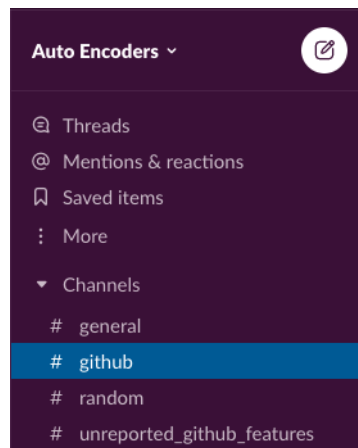 Auto Encoders
Threads
@ Mentions & reactions
Saved items
More
Channels
# general
# github
# random
# unreported_github_features